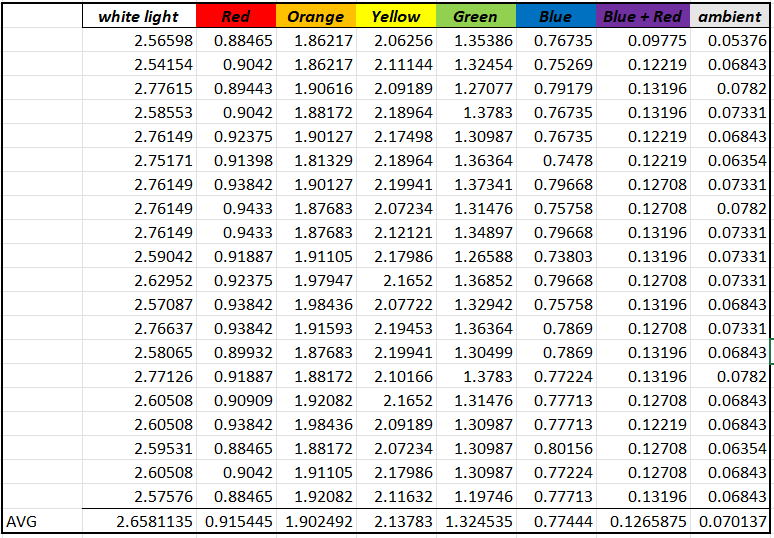 white light Red Orange Yellow Green Blue Blue + Red ambient
2.56598 0.88465 1.86217 2.06256 1.35386 0.76735 0.09775 0.05376
2.54154 0.9042 1.86217 2.11144 1.32454 0.75269 0.12219 0.06843
2.77615 0.89443 1.90616 2.09189 1.27077 0.79179 0.13196 0.0782
2.58553 0.9042 1.88172 2.18964 1.3783 0.76735 0.13196 0.07331
2.76149 0.92375 1.90127 2.17498 1.30987 0.76735 0.12219 0.06843
2.75171 0.91398 1.81329 2.18964 1.36364 0.7478 0.12219 0.06354
2.76149 0.93842 1.90127 2.19941 1.37341 0.79668 0.12708 0.07331
2.76149 0.9433 1.87683 2.07234 1.31476 0.75758 0.12708 0.0782
2.76149 0.9433 1.87683 2.12121 1.34897 0.79668 0.13196 0.07331
2.59042 0.91887 1.91105 2.17986 1.26588 0.73803 0.13196 0.07331
2.62952 0.92375 1.97947 2.1652 1.36852 0.79668 0.12708 0.07331
2.57087 0.93842 1.98436 2.07722 1.32942 0.75758 0.13196 0.06843
2.76637 0.93842 1.91593 2.19453 1.36364 0.7869 0.12708 0.07331
2.58065 0.89932 1.87683 2.19941 1.30499 0.7869 0.13196 0.06843
2.77126 0.91887 1.88172 2.10166 1.3783 0.77224 0.13196 0.0782
2.60508 0.90909 1.92082 2.1652 1.31476 0.77713 0.12708 0.06843
2.60508 0.93842 1.98436 2.09189 1.30987 0.77713 0.12219 0.06843
2.59531 0.88465 1.88172 2.07234 1.30987 0.80156 0.12708 0.06354
2.60508 0.9042 1.91105 2.17986 1.30987 0.77224 0.12708 0.06843
2.57576 0.88465 1.92082 2.11632 1.19746 0.77713 0.13196 0.06843
AVG 2.6581135 0.915445 1.902492 2.13783 1.324535 0.77444 0.1265875 0.070137